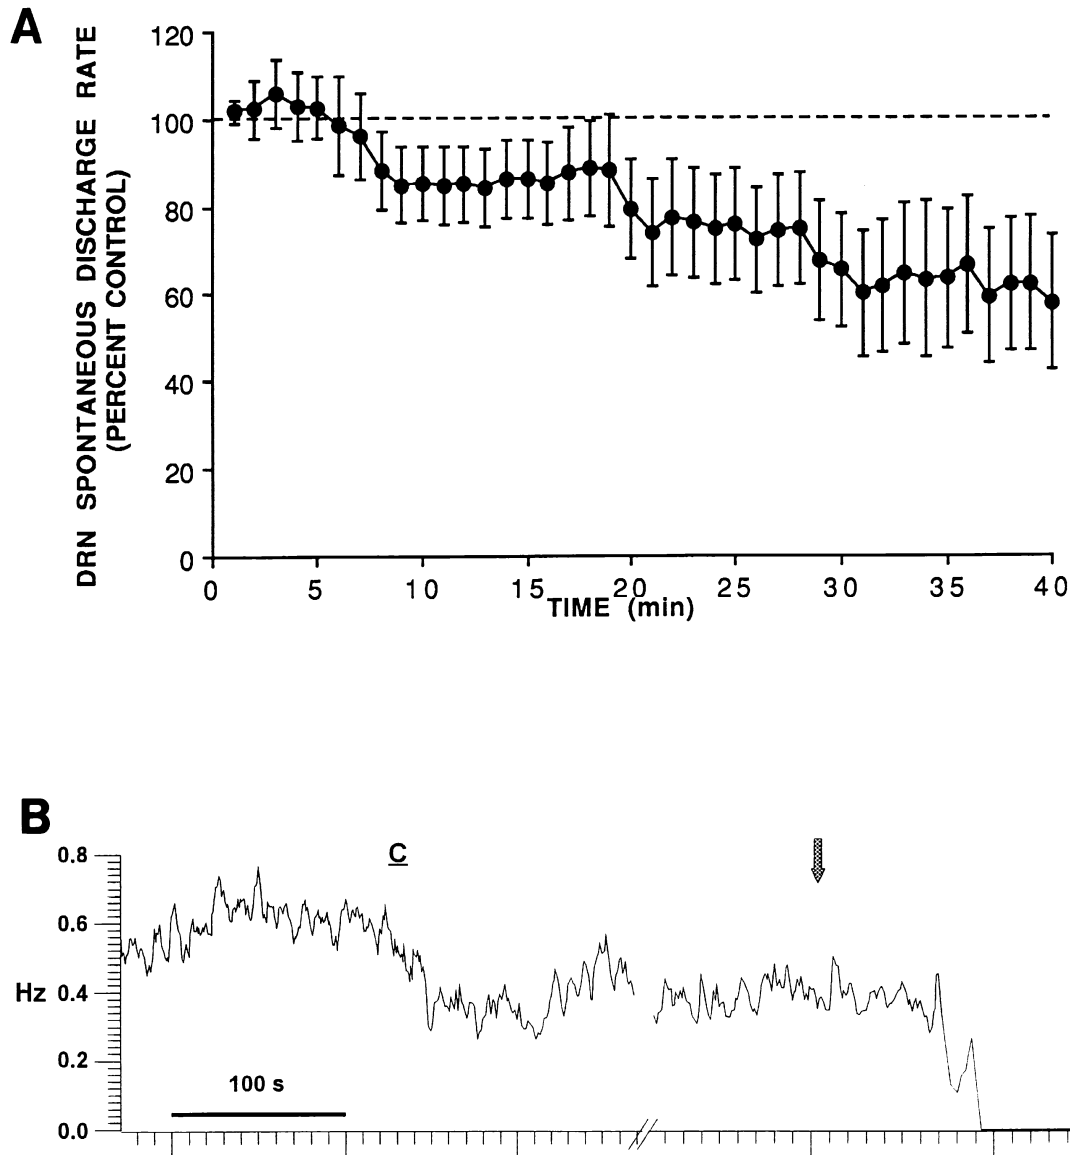 A
DRN SPONTANEOUS DISCHARGE RATE
(PERCENT CONTROL)
120
100
80
60
40
20
0
0 5 10 15 20 25 30 35 40
TIME (min)
B
C
0.8
0.6
Hz 0.4
0.2
100 s
0.0